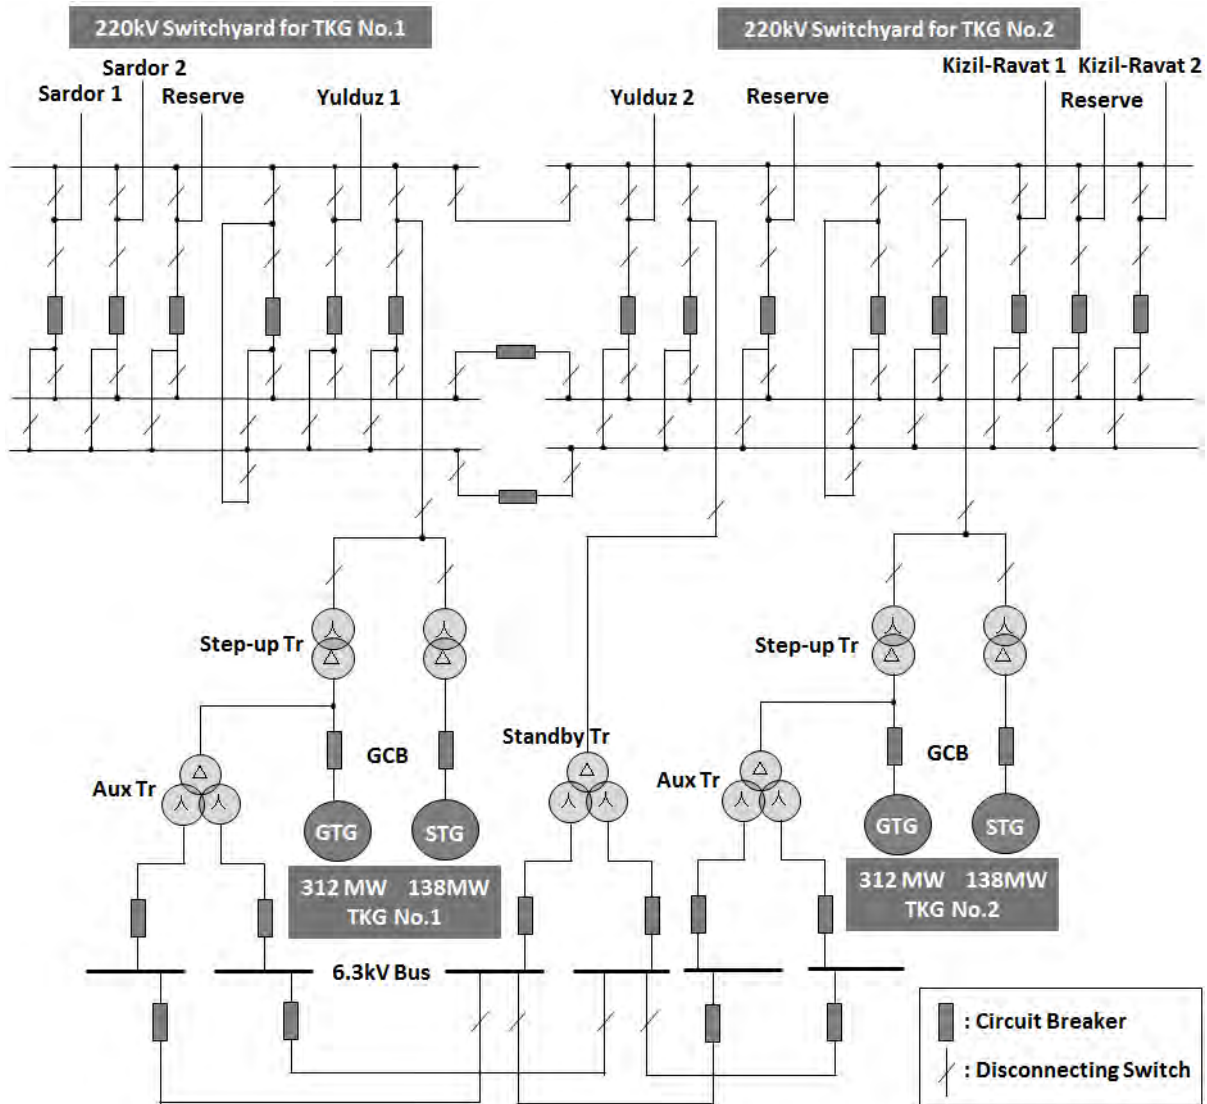 220kV Switchyard for TKG No.1
220kV Switchyard for TKG No.2
Sardor 2
Kizil-Ravat 1
Kizil-Ravat 2
Sardor 1
Reserve
Yulduz 1
Yulduz 2
Reserve
Reserve
Step-up Tr
Step-up Tr
Standby Tr
GCB
GCB
Aux Tr
Aux Tr
GTG
STG
GTG
STG
312 MW 138MW
TKG No.1
312 MW 138MW
TKG No.2
6.3kV Bus
: Circuit Breaker
: Disconnecting Switch